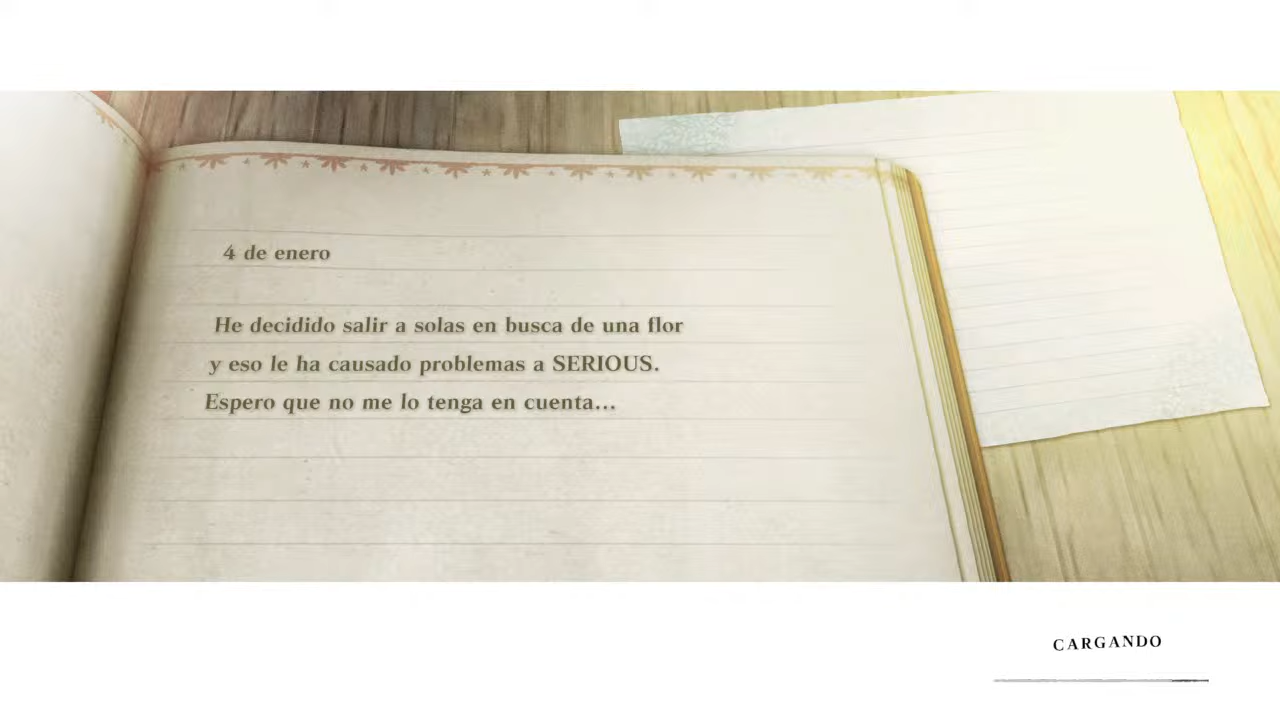 4 de enero
He decidido salir a solas en busca de una flor
y eso le ha causado problemas a SERIOUS.
Espero que no me lo tenga en cuenta...
CARGANDO